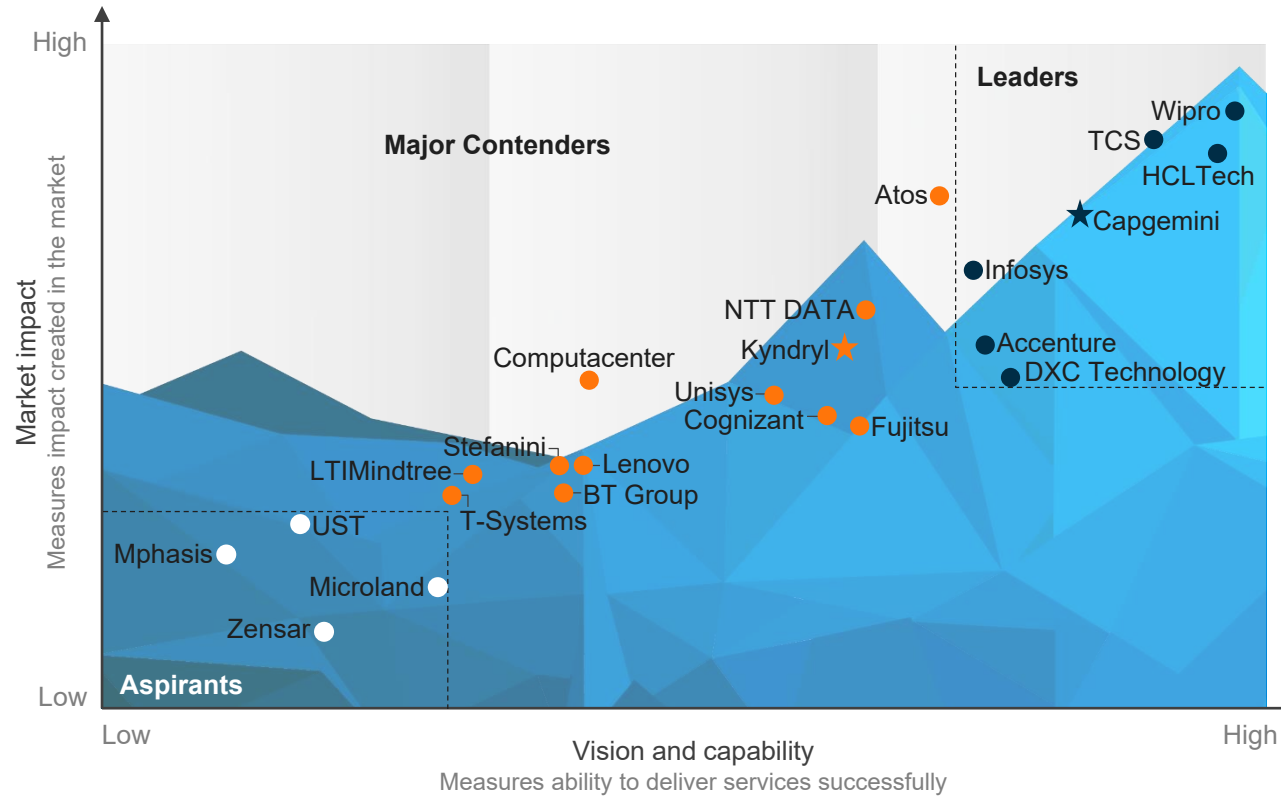 High
Leaders
Wipro
TCS
Major Contenders
HCLTech
Atos
Capgemini
Infosys
NTT DATA
Kyndryl
Accenture
Computacenter
DXC Technology
Unisys
Cognizant
Fujitsu
Stefanini
Lenovo
LTIMindtree
BT Group
T-Systems
UST
Mphasis
Microland
Zensar
Aspirants
Low
Market impact
Measures impact created in the market
Low
High
Vision and capability
Measures ability to deliver services successfully